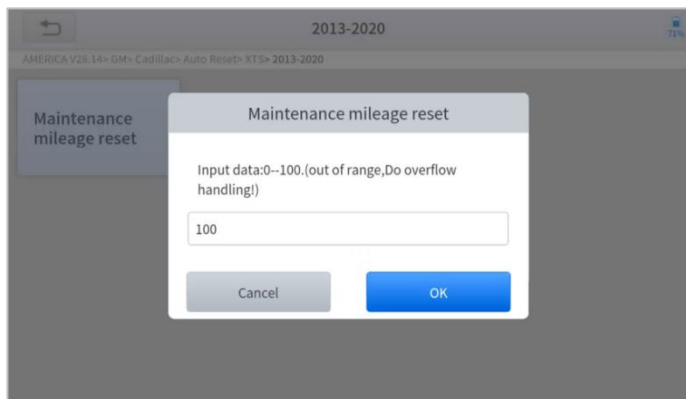 2013-2020
71%
AMERICA V28.14> GM> Cadillac> Auto Reset> XTS> 2013-2020
Maintenance
mileage reset
Maintenance mileage reset
Input data:0--100.(out of range,Do overflow
handling!)
100
Cancel
OK